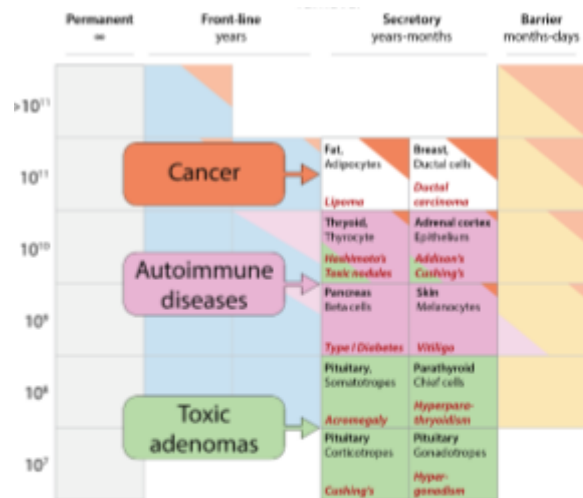 Permanent
∞
Front-line
years
Secretory
years-months
Barrier
months-days
>10¹¹
10¹¹
10¹⁰
10⁹
10⁸
10⁷
Cancer
Autoimmune
diseases
Toxic
adenomas
Fat,
Adipocytes
Lipoma
Breast,
Ductal cells
Ductal
carcinoma
Thryoid,
Thyrocyte
Hashimoto's
Toxic nodules
Adrenal cortex
Epithelium
Addison's
Cushing's
Pancreas
Beta cells
Type I Diabetes
Skin
Melanocytes
Vitiligo
Pituitary,
Somatotropes
Acromegaly
Parathyroid
Chief cells
Hyperpara-
thyroidism
Pituitary
Corticotropes
Cushing's
Pituitary
Gonadotropes
Hyper-
gonadism